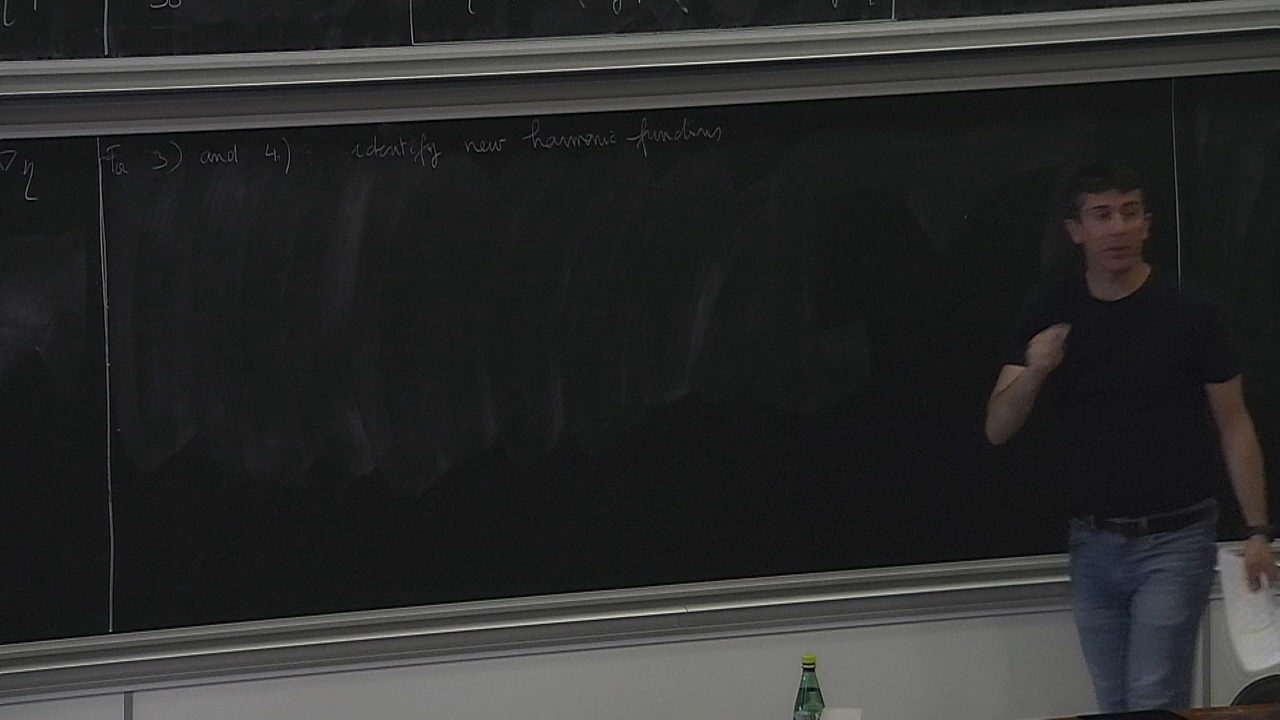 ∇η
For 3) and 4.) : identify new harmonic functions